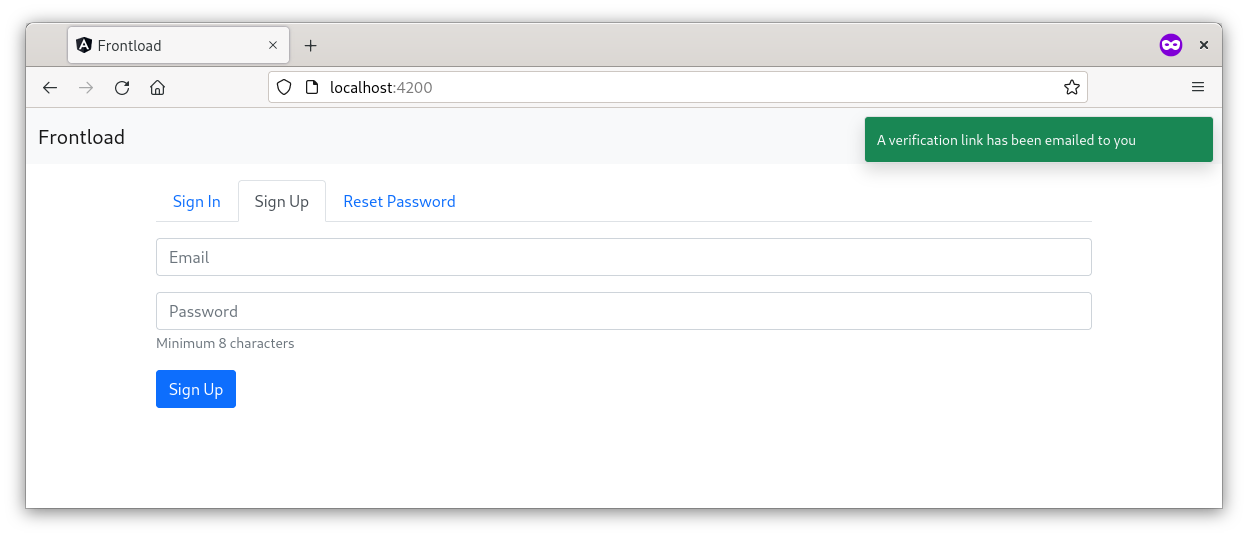 Frontload
localhost:4200
Frontload
A verification link has been emailed to you
Sign In Sign Up Reset Password
Email
Password
Minimum 8 characters
Sign Up